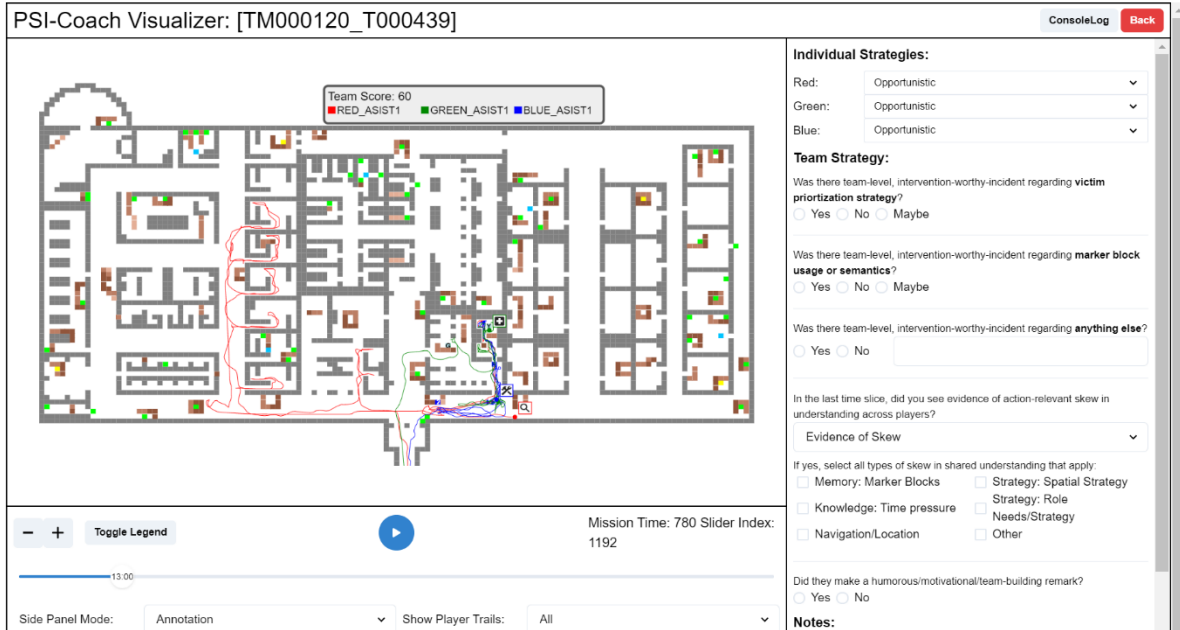 PSI-Coach Visualizer: [TM000120_T000439]
ConsoleLog
Back
Team Score: 60
RED_ASIST1 GREEN_ASIST1 BLUE_ASIST1
Individual Strategies:
Red: Opportunistic
Green: Opportunistic
Blue: Opportunistic
Team Strategy:
Was there team-level, intervention-worthy-incident regarding victim
priortization strategy?
Yes No Maybe
Was there team-level, intervention-worthy-incident regarding marker block
usage or semantics?
Yes No Maybe
Was there team-level, intervention-worthy-incident regarding anything else?
Yes No
In the last time slice, did you see evidence of action-relevant skew in
understanding across players?
Evidence of Skew
If yes, select all types of skew in shared understanding that apply:
Memory: Marker Blocks Strategy: Spatial Strategy
Knowledge: Time pressure Strategy: Role
Needs/Strategy
Navigation/Location Other
Did they make a humorous/motivational/team-building remark?
Yes No
Notes:
Toggle Legend
Mission Time: 780 Slider Index:
1192
13:00
Side Panel Mode: Annotation Show Player Trails: All